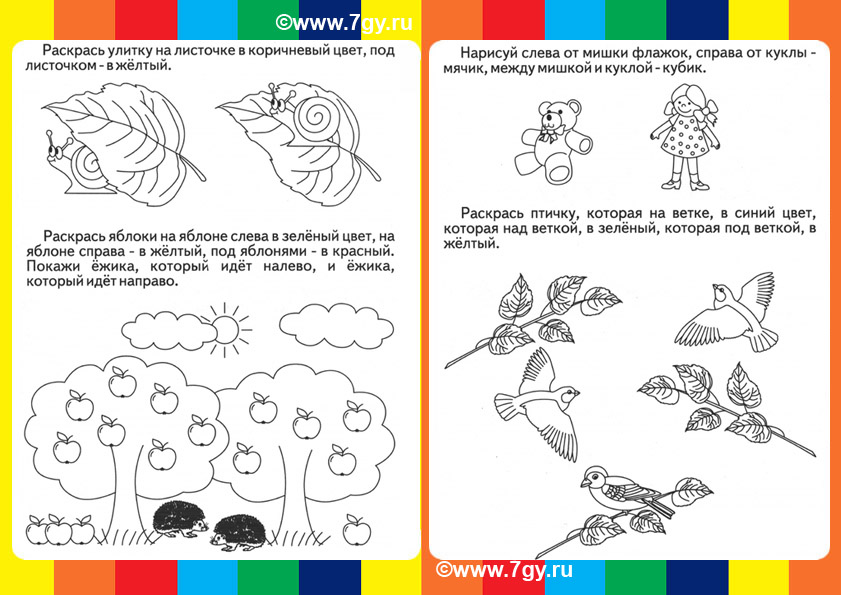 ©www.7gy.ru
Раскрась улитку на листочке в коричневый цвет, под
листочком - в жёлтый.
Раскрась яблоки на яблоне слева в зелёный цвет, на
яблоне справа - в жёлтый, под яблонями - в красный.
Покажи ёжика, который идёт налево, и ёжика,
который идёт направо.
Нарисуй слева от мишки флажок, справа от куклы -
мячик, между мишкой и куклой - кубик.
Раскрась птичку, которая на ветке, в синий цвет,
которая над веткой, в зелёный, которая под веткой, в
жёлтый.
©www.7gy.ru